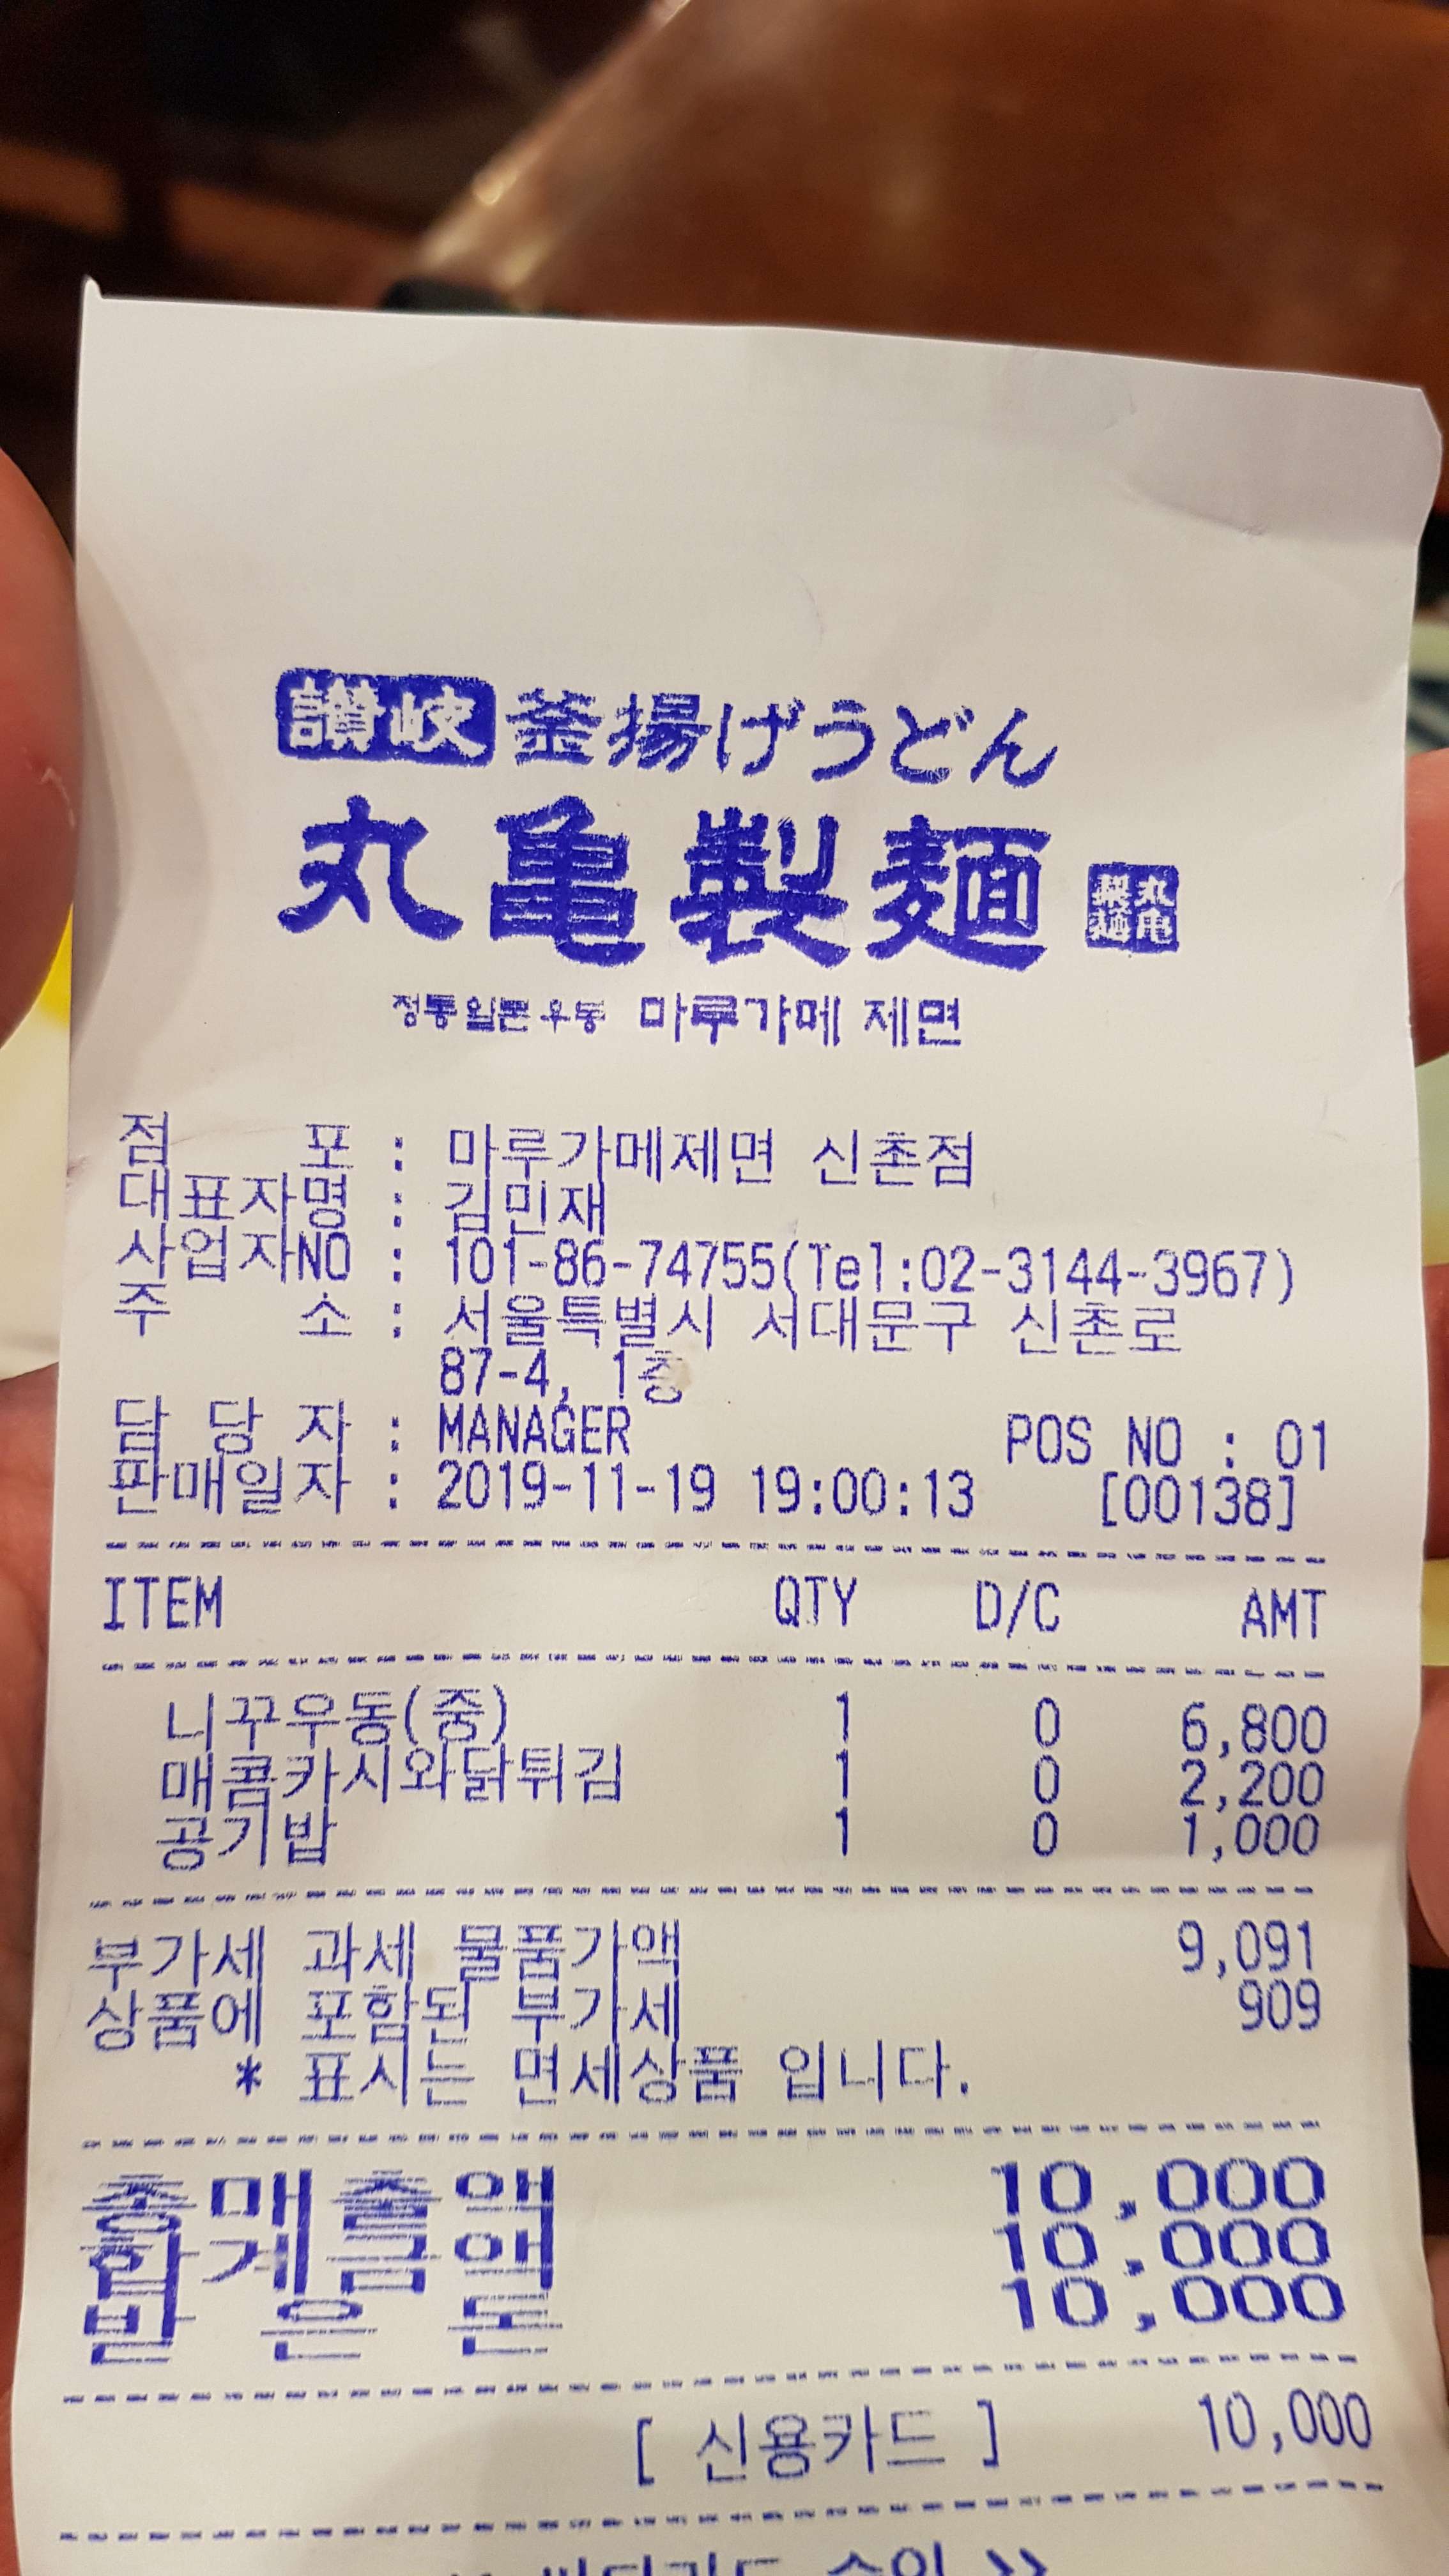 讃岐 釜揚げうどん
丸亀製麺 丸亀製麺
정통일본우동 마루가메 제면
점 포 : 마루가메제면 신촌점
대표자명 : 김민재
사업자NO : 101-86-74755(Tel:02-3144-3967)
주 소 : 서울특별시 서대문구 신촌로
87-4, 1층
담 당 자 : MANAGER POS NO : 01
판매일자 : 2019-11-19 19:00:13 [00138]
ITEM QTY D/C AMT
니꾸우동(중) 1 0 6,800
매콤카시와닭튀김 1 0 2,200
공기밥 1 0 1,000
부가세 과세 물품가액 9,091
상품에 포함된 부가세 909
* 표시는 면세상품 입니다.
총매출액 10,000
합계금액 10,000
받 은 돈 10,000
[ 신용카드 ] 10,000